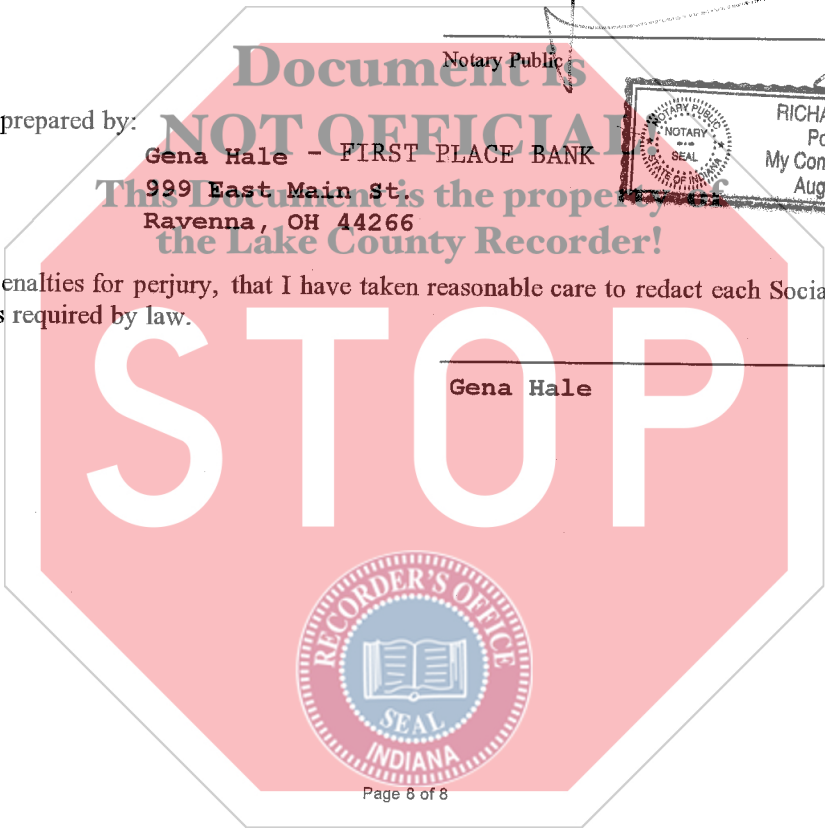 Document is
Notary Public
NOT OFFICIAL!
prepared by:
Gena Hale - FIRST PLACE BANK
This Document is the property of
999 East Main St.
Ravenna, OH 44266
the Lake County Recorder!
NOTARY PUBLIC
NOTARY
SEAL
STATE OF INDIANA
RICHA
Po
My Com
Aug
enalties for perjury, that I have taken reasonable care to redact each Socia
s required by law.
Gena Hale
STOP
RECORDER'S OFFICE
SEAL
INDIANA
Page 8 of 8